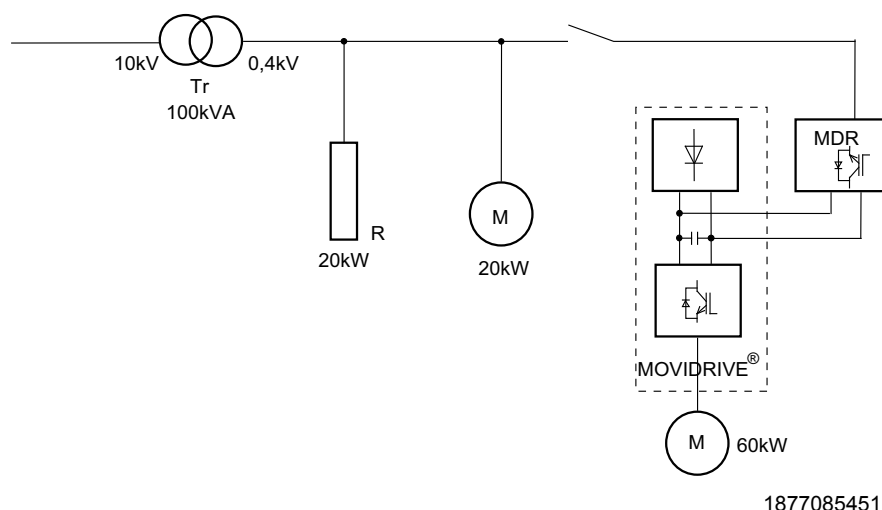 10kV
0,4kV
Tr
100kVA
MDR
R
20kW
M
20kW
MOVIDRIVE®
M
60kW
1877085451